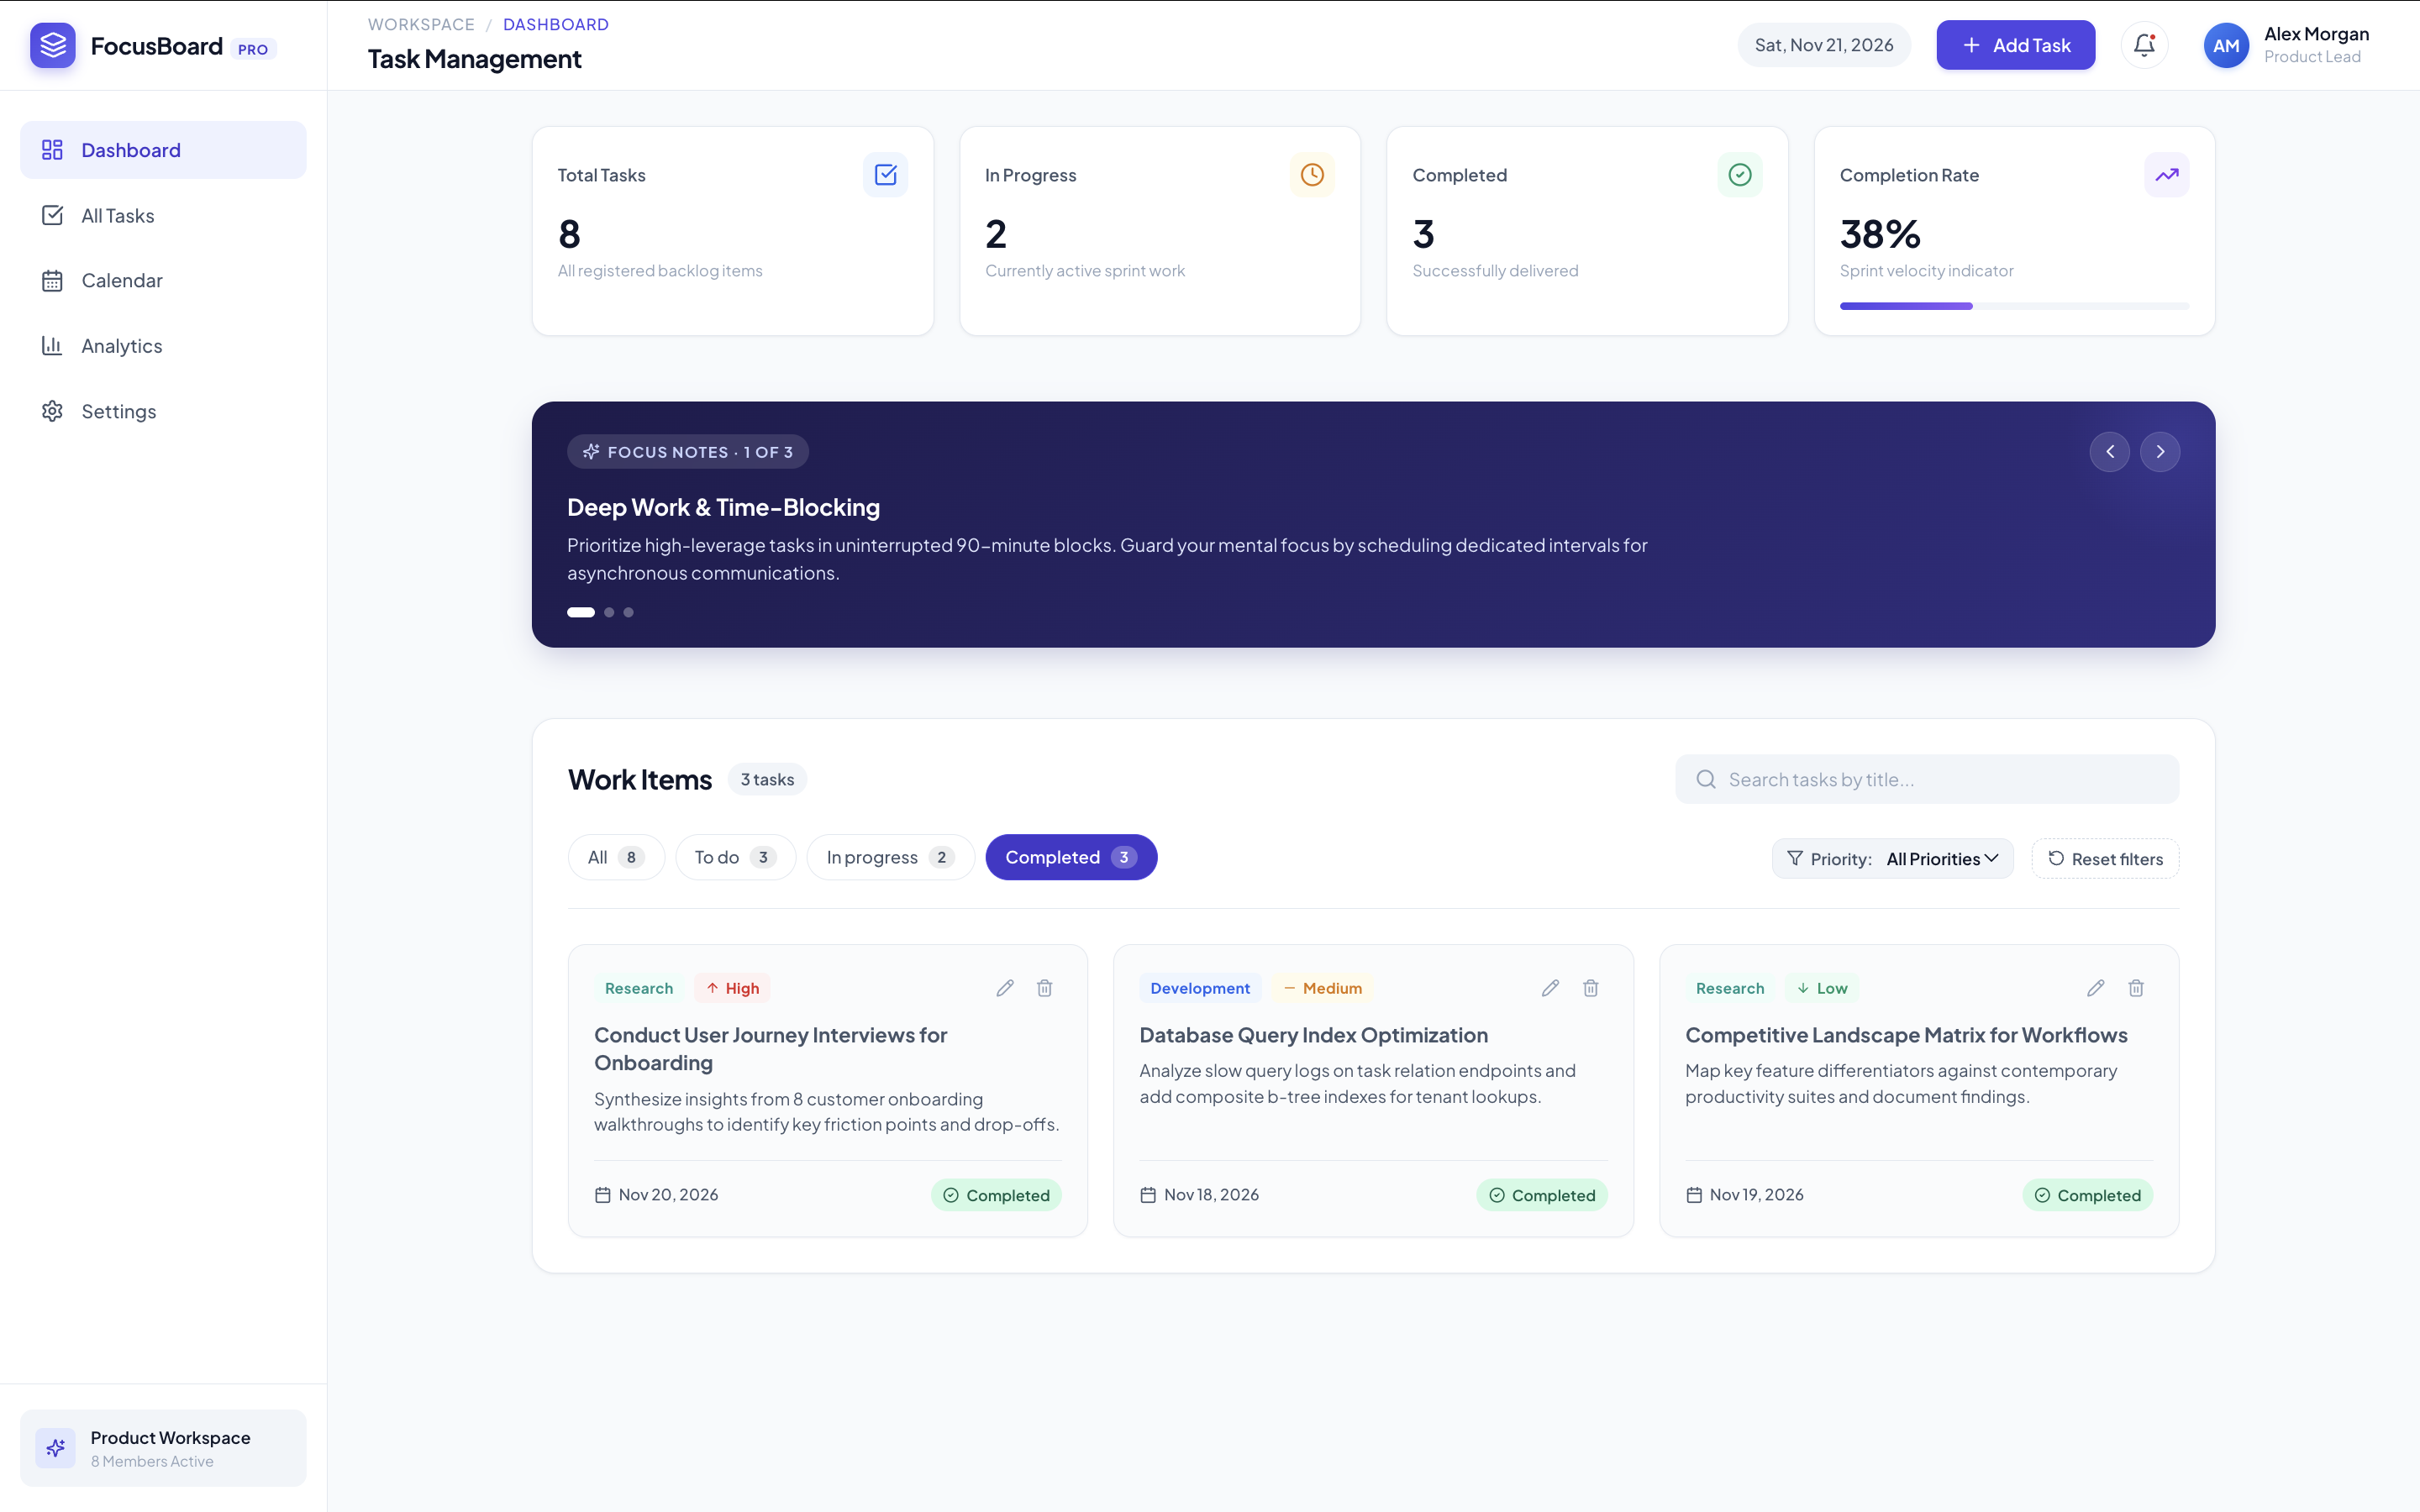 FocusBoard PRO
Dashboard
All Tasks
Calendar
Analytics
Settings
Product Workspace
8 Members Active
WORKSPACE / DASHBOARD
Task Management
Sat, Nov 21, 2026
Add Task
AM
Alex Morgan
Product Lead
Total Tasks
8
All registered backlog items
In Progress
2
Currently active sprint work
Completed
3
Successfully delivered
Completion Rate
38%
Sprint velocity indicator
FOCUS NOTES · 1 OF 3
Deep Work & Time-Blocking
Prioritize high-leverage tasks in uninterrupted 90-minute blocks. Guard your mental focus by scheduling dedicated intervals for
asynchronous communications.
Work Items 3 tasks
Search tasks by title...
All 8
To do 3
In progress 2
Completed 3
Priority: All Priorities
Reset filters
Research High
Conduct User Journey Interviews for
Onboarding
Synthesize insights from 8 customer onboarding
walkthroughs to identify key friction points and drop-offs.
Nov 20, 2026 Completed
Development Medium
Database Query Index Optimization
Analyze slow query logs on task relation endpoints and
add composite b-tree indexes for tenant lookups.
Nov 18, 2026 Completed
Research Low
Competitive Landscape Matrix for Workflows
Map key feature differentiators against contemporary
productivity suites and document findings.
Nov 19, 2026 Completed